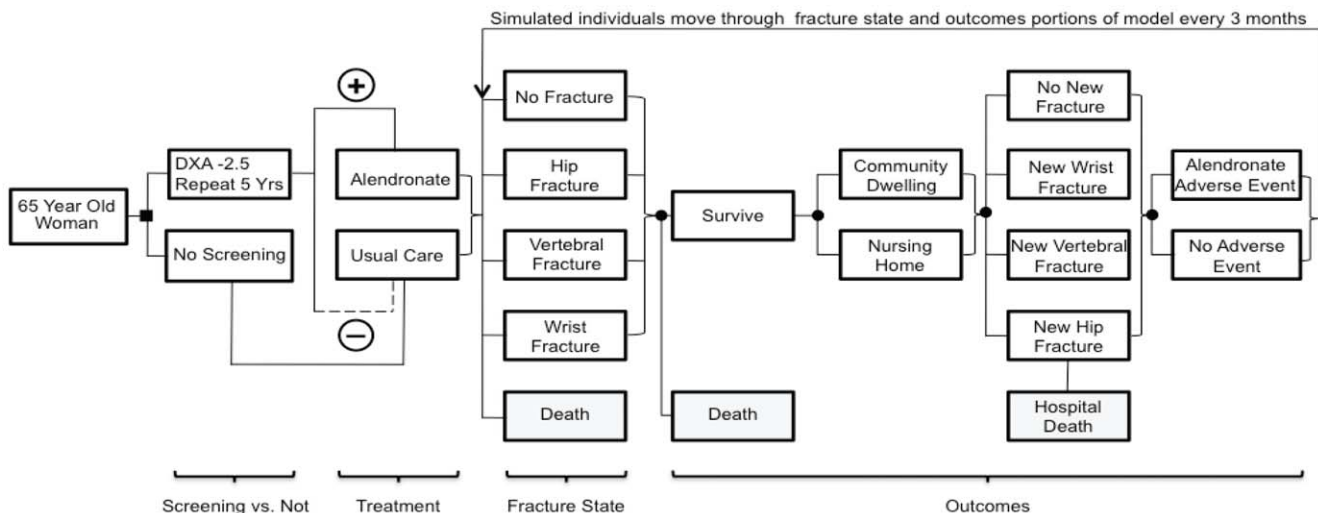 Simulated individuals move through fracture state and outcomes portions of model every 3 months
+
65 Year Old
Woman
DXA -2.5
Repeat 5 Yrs
No Screening
Alendronate
Usual Care
−
No Fracture
Hip
Fracture
Vertebral
Fracture
Wrist
Fracture
Death
Survive
Death
Community
Dwelling
Nursing
Home
No New
Fracture
New Wrist
Fracture
New Vertebral
Fracture
New Hip
Fracture
Hospital
Death
Alendronate
Adverse Event
No Adverse
Event
Screening vs. Not
Treatment
Fracture State
Outcomes